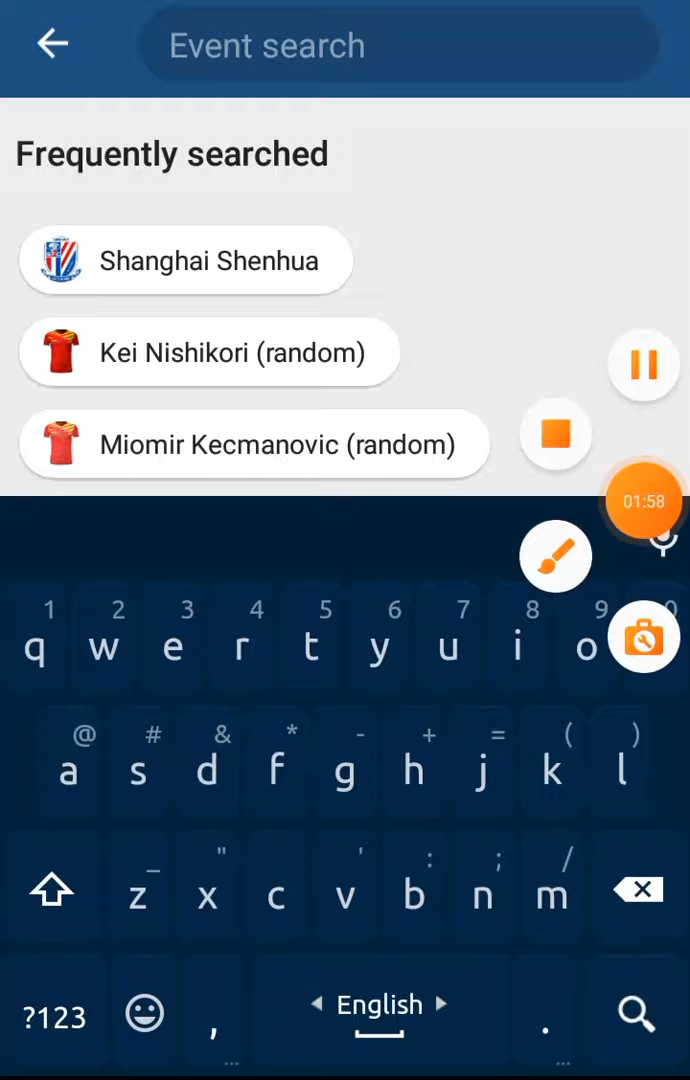 Event search
Frequently searched
Shanghai Shenhua
Kei Nishikori (random)
Miomir Kecmanovic (random)
01:58
1 2 3 4 5 6 7 8 9 0
q w e r t y u i o
@ # & * - + = ( )
a s d f g h j k l
_ " ' : ; /
z x c v b n m
?123 , English .